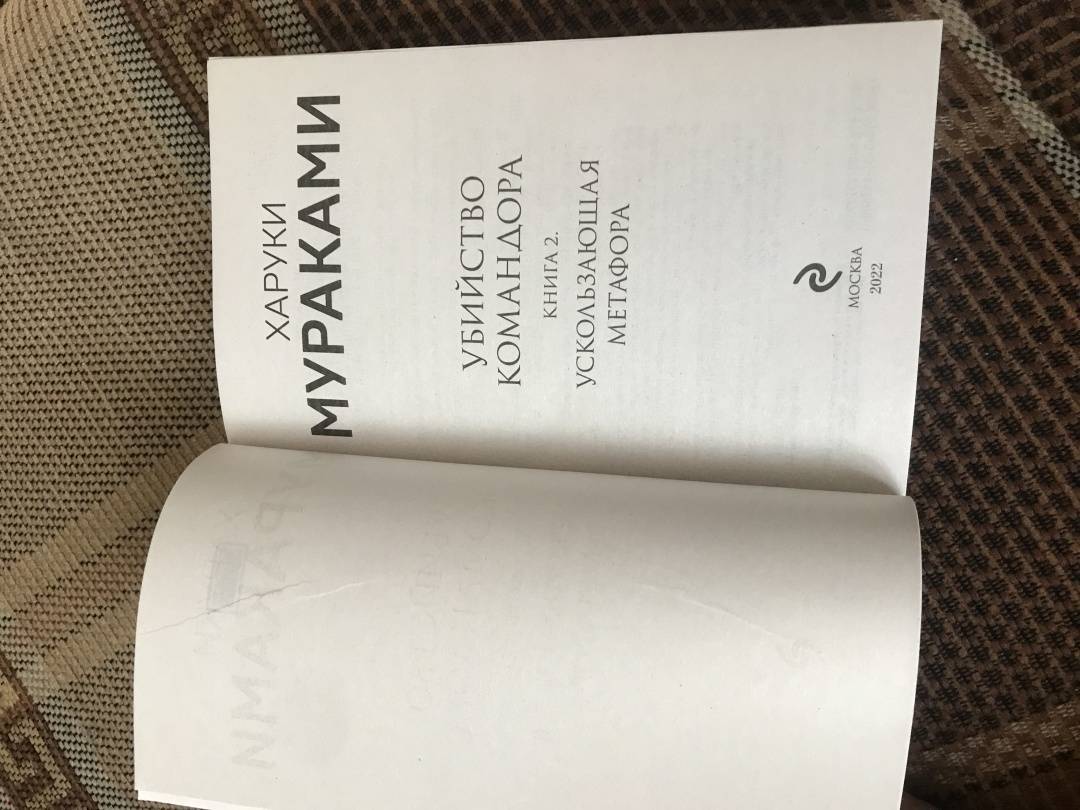 ХАРУКИ
МУРАКАМИ
УБИЙСТВО
КОМАНДОРА
КНИГА 2.
УСКОЛЬЗАЮЩАЯ
МЕТАФОРА
МОСКВА
2022